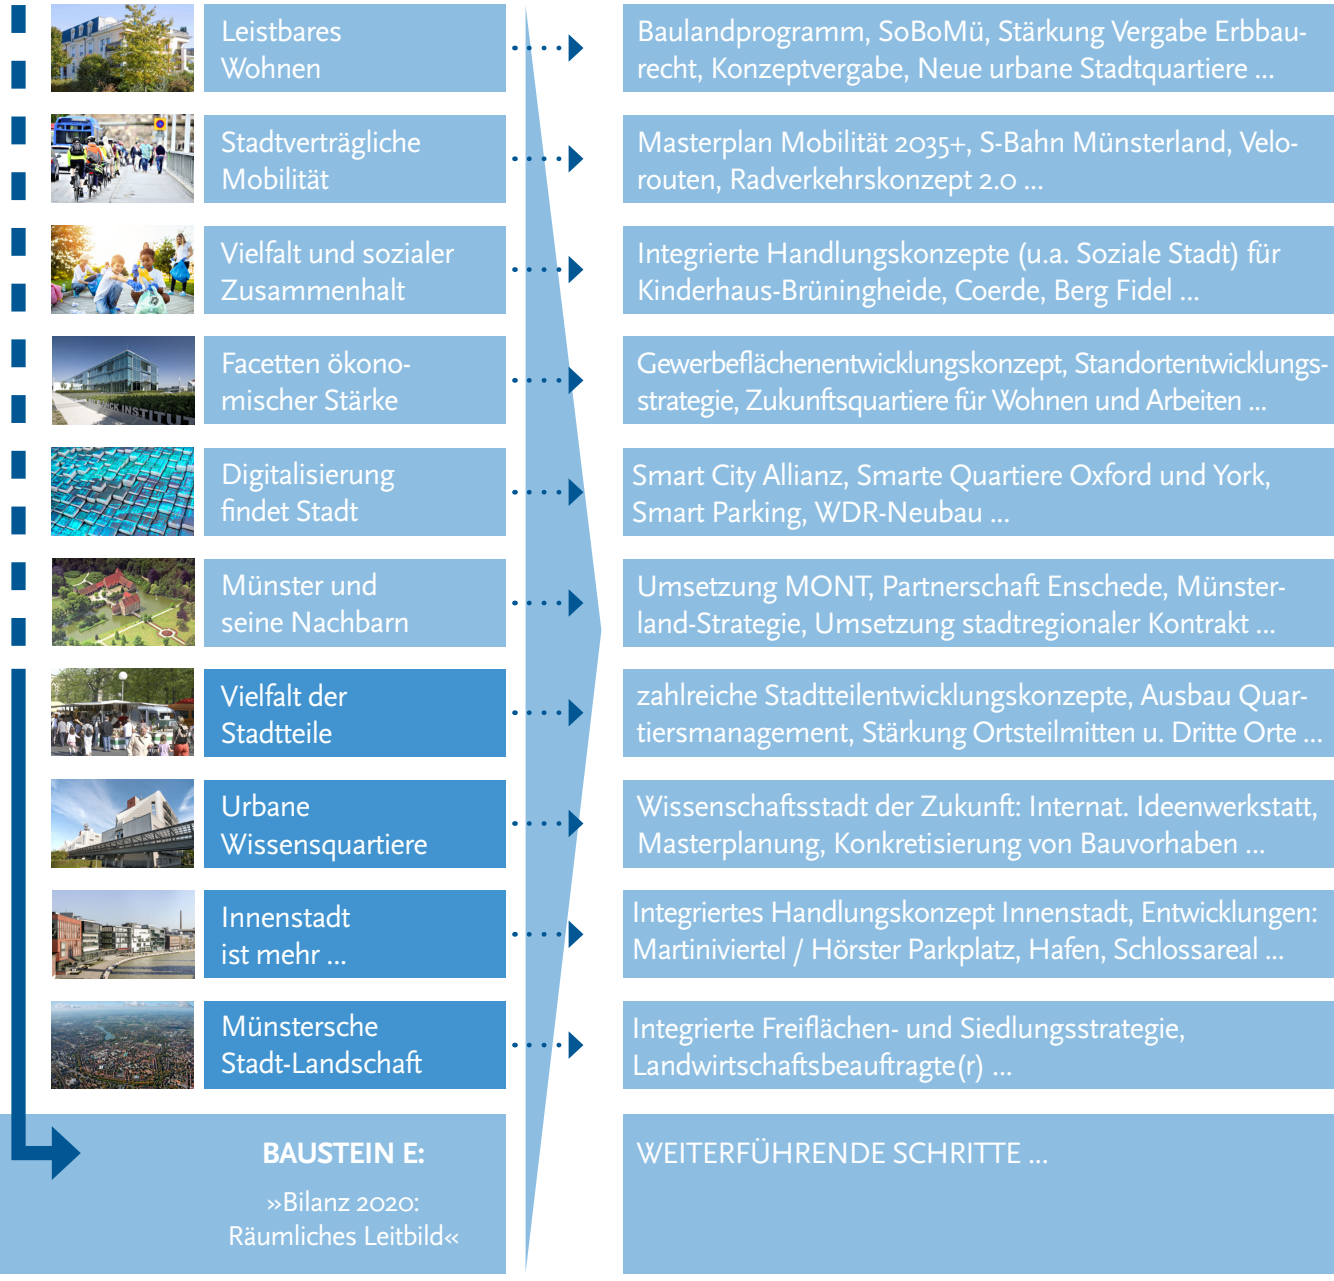 Leistbares
Wohnen
Baulandprogramm, SoBoMü, Stärkung Vergabe Erbbau-
recht, Konzeptvergabe, Neue urbane Stadtquartiere ...
Stadtverträgliche
Mobilität
Masterplan Mobilität 2035+, S-Bahn Münsterland, Velo-
routen, Radverkehrskonzept 2.0 ...
Vielfalt und sozialer
Zusammenhalt
Integrierte Handlungskonzepte (u.a. Soziale Stadt) für
Kinderhaus-Brüningheide, Coerde, Berg Fidel ...
Facetten ökono-
mischer Stärke
Gewerbeflächenentwicklungskonzept, Standortentwicklungs-
strategie, Zukunftsquartiere für Wohnen und Arbeiten ...
Digitalisierung
findet Stadt
Smart City Allianz, Smarte Quartiere Oxford und York,
Smart Parking, WDR-Neubau ...
Münster und
seine Nachbarn
Umsetzung MONT, Partnerschaft Enschede, Münster-
land-Strategie, Umsetzung stadtregionaler Kontrakt ...
Vielfalt der
Stadtteile
zahlreiche Stadtteilentwicklungskonzepte, Ausbau Quar-
tiersmanagement, Stärkung Ortsteilmitten u. Dritte Orte ...
Urbane
Wissensquartiere
Wissenschaftsstadt der Zukunft: Internat. Ideenwerkstatt,
Masterplanung, Konkretisierung von Bauvorhaben ...
Innenstadt
ist mehr ...
Integriertes Handlungskonzept Innenstadt, Entwicklungen:
Martiniviertel / Hörster Parkplatz, Hafen, Schlossareal ...
Münstersche
Stadt-Landschaft
Integrierte Freiflächen- und Siedlungsstrategie,
Landwirtschaftsbeauftragte(r) ...
BAUSTEIN E:
»Bilanz 2020:
Räumliches Leitbild«
WEITERFÜHRENDE SCHRITTE ...